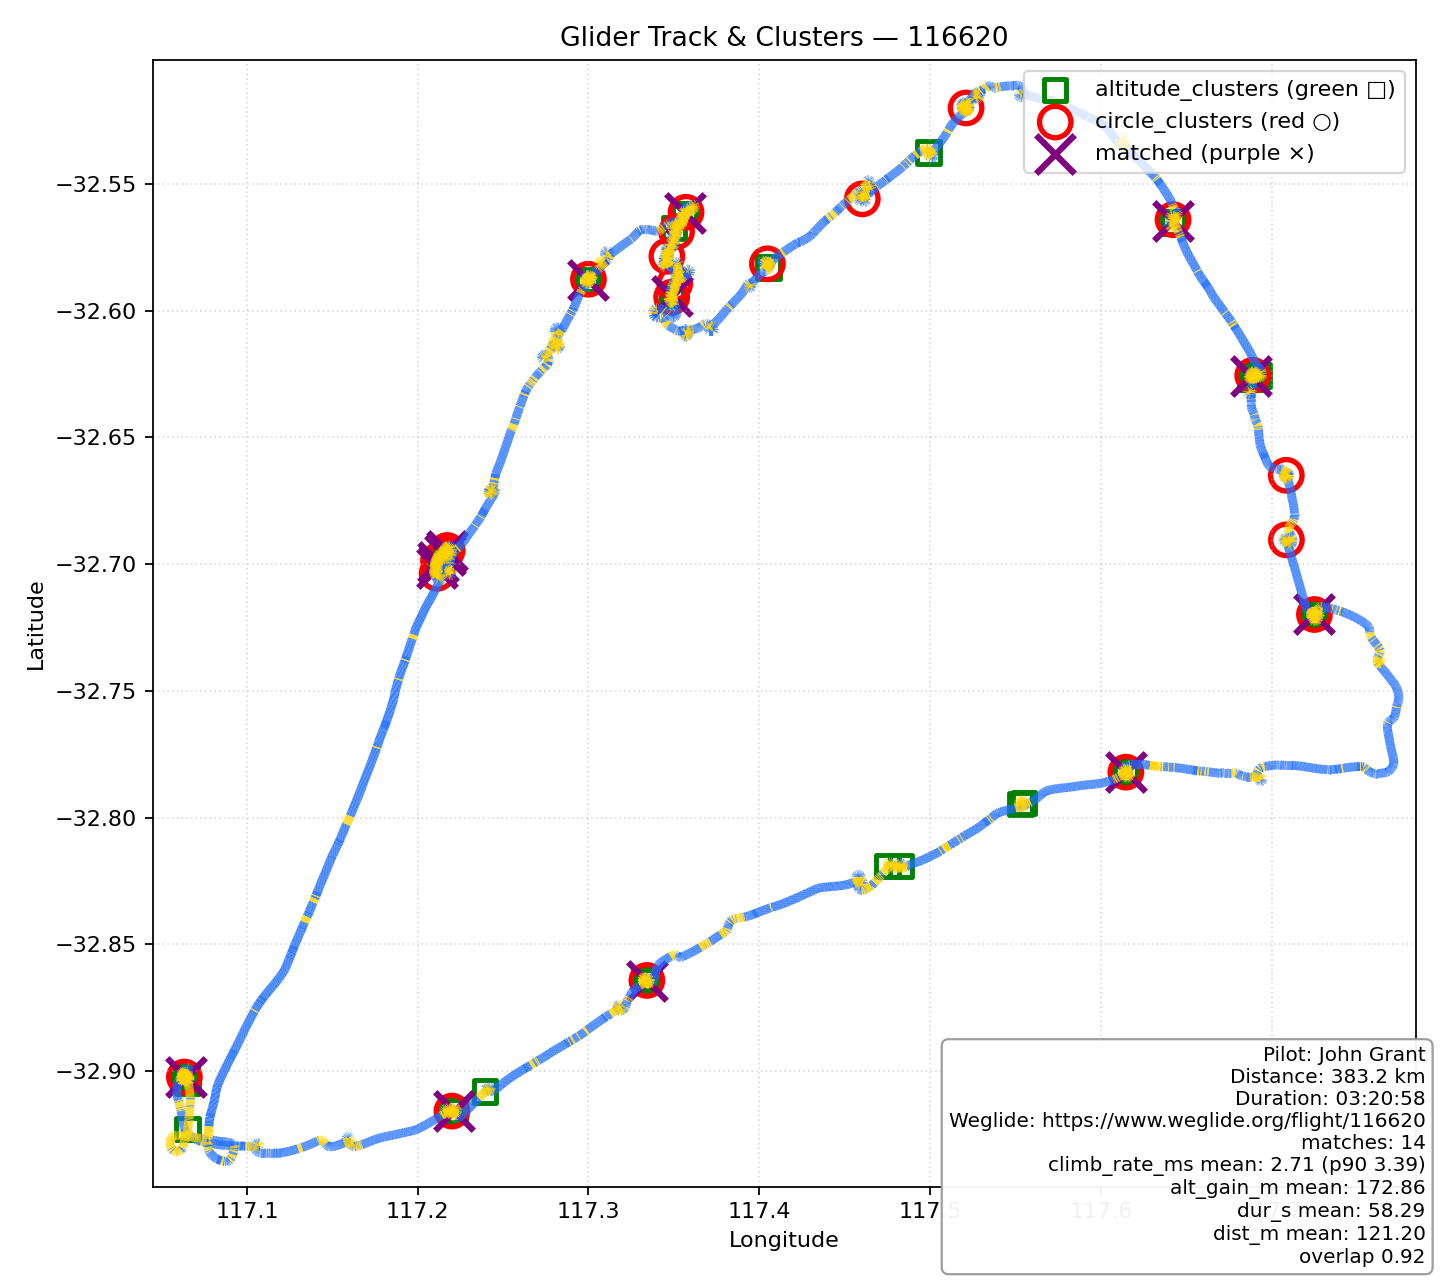 Glider Track & Clusters — 116620
altitude_clusters (green □)
circle_clusters (red ○)
matched (purple ×)
Latitude
−32.55
−32.60
−32.65
−32.70
−32.75
−32.80
−32.85
−32.90
Pilot: John Grant
Distance: 383.2 km
Duration: 03:20:58
Weglide: https://www.weglide.org/flight/116620
matches: 14
climb_rate_ms mean: 2.71 (p90 3.39)
alt_gain_m mean: 172.86
dur_s mean: 58.29
dist_m mean: 121.20
overlap 0.92
117.1 117.2 117.3 117.4 117.5 117.6
Longitude